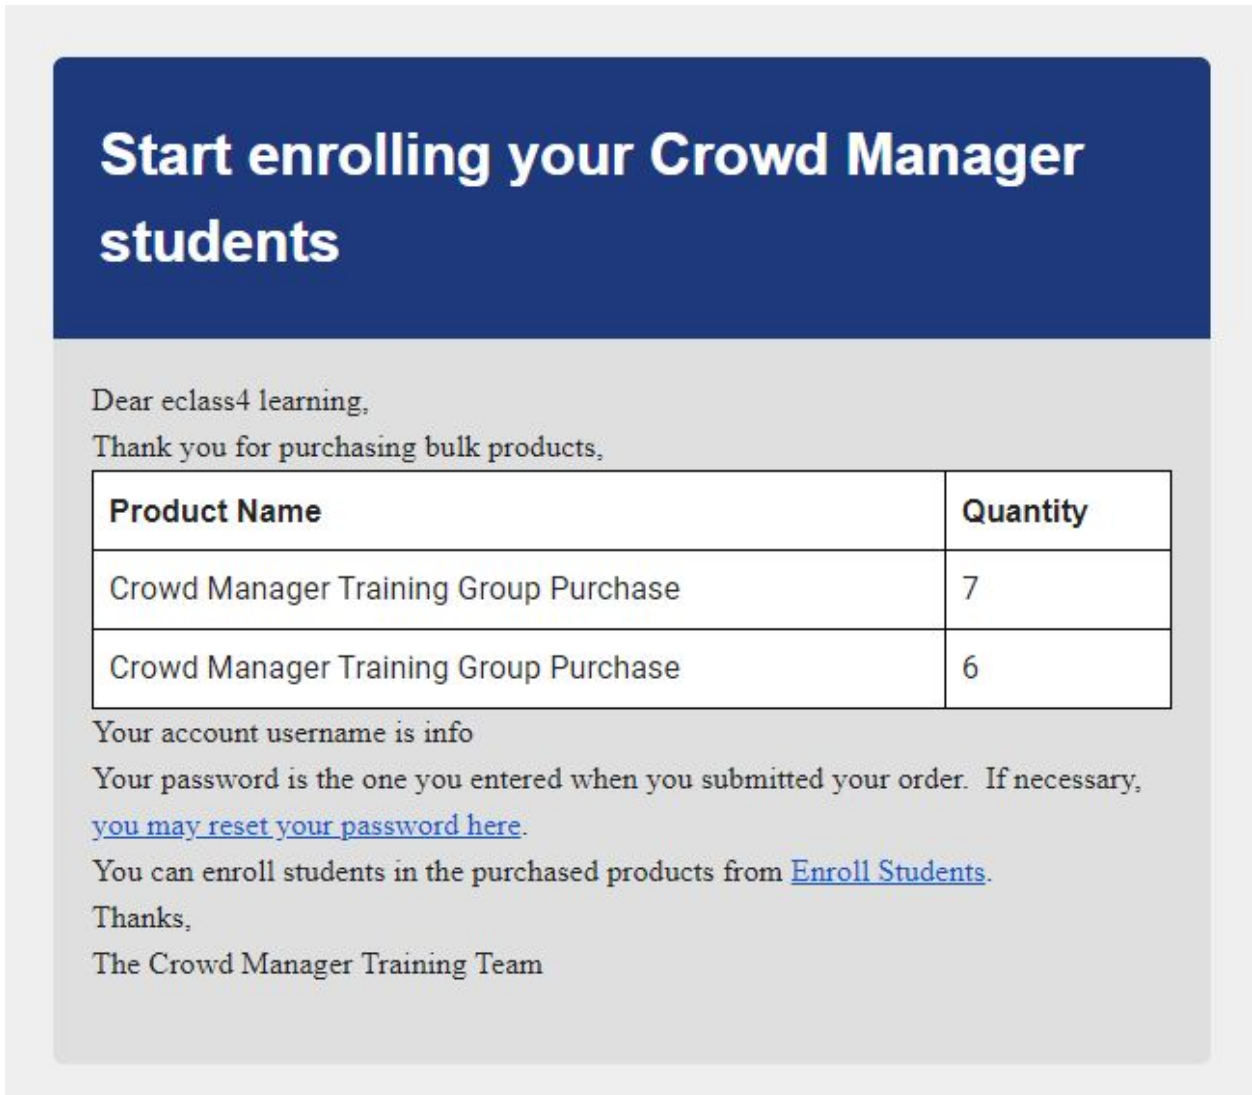 Start enrolling your Crowd Manager
students
Dear eclass4 learning,
Thank you for purchasing bulk products,
Product Name Quantity
Crowd Manager Training Group Purchase 7
Crowd Manager Training Group Purchase 6
Your account username is info
Your password is the one you entered when you submitted your order.  If necessary,
you may reset your password here.
You can enroll students in the purchased products from Enroll Students.
Thanks,
The Crowd Manager Training Team